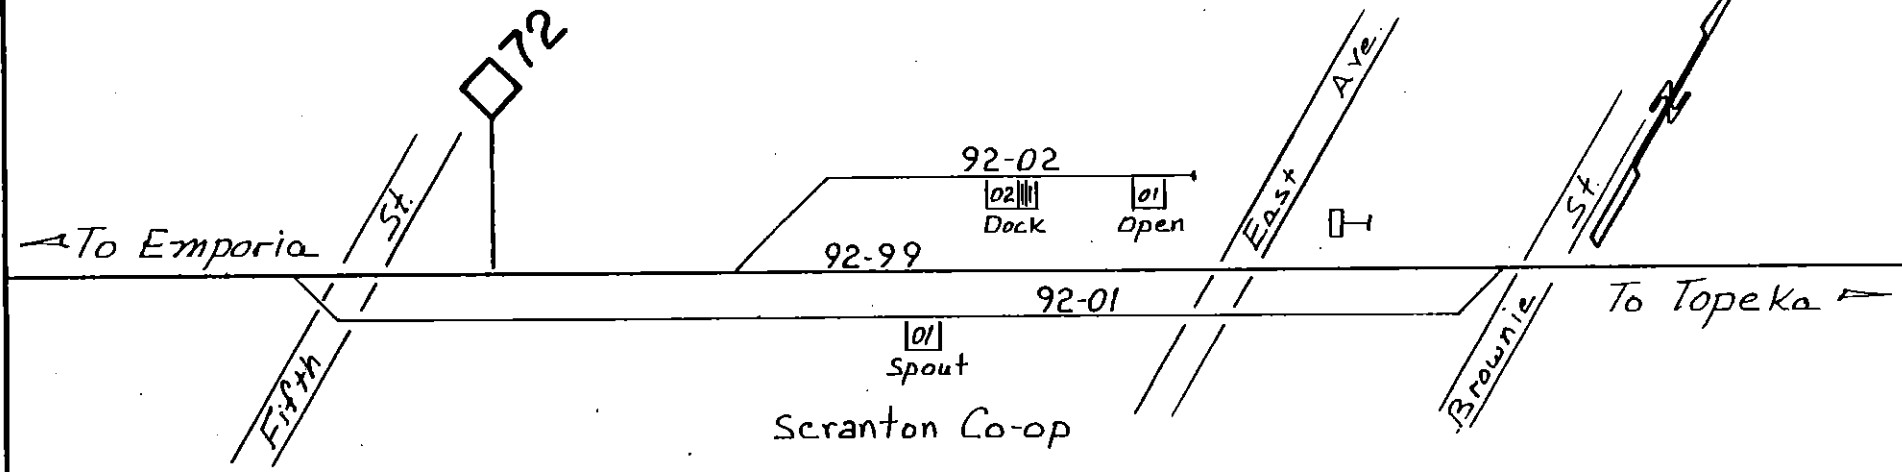 72
92-02
02
Dock
01
Open
To Emporia
92-99
92-01
01
Spout
Scranton Co-op
Fifth St.
East Ave
Brownie St.
To Topeka
N